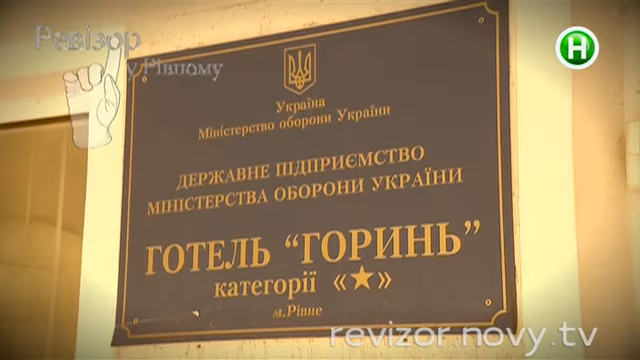 Ревізор
у Рівному
Н
Україна
Міністерство оборони України
ДЕРЖАВНЕ ПІДПРИЄМСТВО
МІНІСТЕРСТВА ОБОРОНИ УКРАЇНИ
ГОТЕЛЬ “ГОРИНЬ”
категорії «★»
м.Рівне
revizor.novy.tv